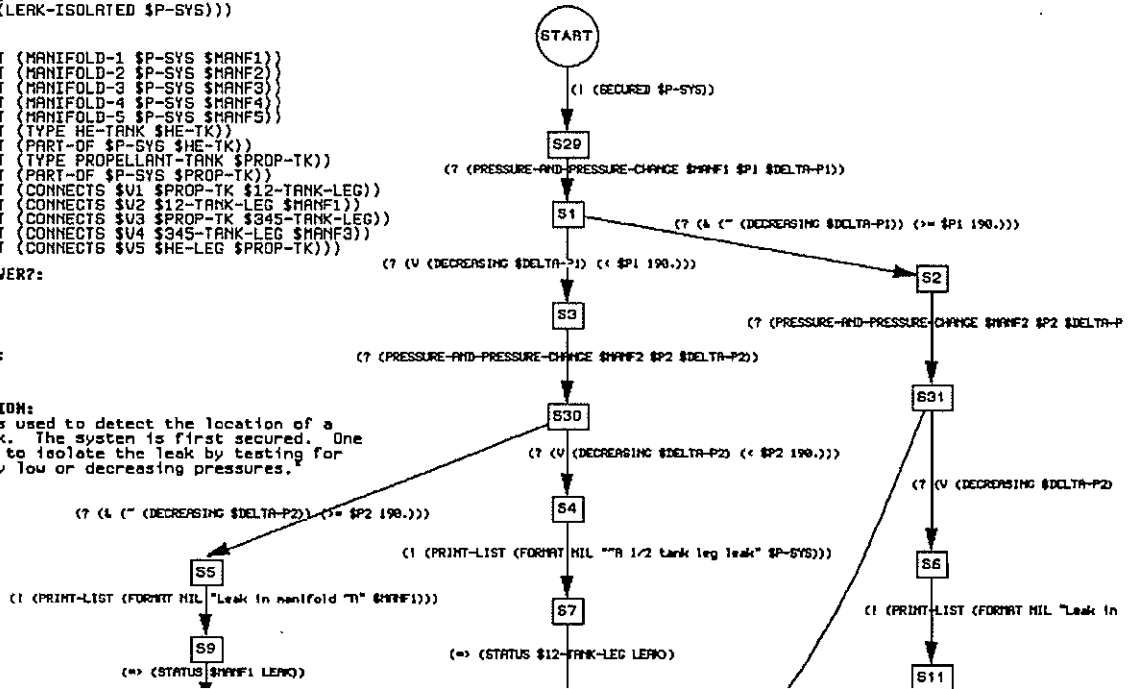 (LEAK-ISOLATED $P-SYS)))
T (MANIFOLD-1 $P-SYS $MANF1))
T (MANIFOLD-2 $P-SYS $MANF2))
T (MANIFOLD-3 $P-SYS $MANF3))
T (MANIFOLD-4 $P-SYS $MANF4))
T (MANIFOLD-5 $P-SYS $MANF5))
T (TYPE HE-TANK $HE-TK))
T (PART-OF $P-SYS $HE-TK))
T (TYPE PROPELLANT-TANK $PROP-TK))
T (PART-OF $P-SYS $PROP-TK))
T (CONNECTS $V1 $PROP-TK $12-TANK-LEG))
T (CONNECTS $V2 $12-TANK-LEG $MANF1))
T (CONNECTS $V3 $PROP-TK $345-TANK-LEG))
T (CONNECTS $V4 $345-TANK-LEG $MANF3))
T (CONNECTS $V5 $HE-LEG $PROP-TK)))
VER?:
:
ION:
s used to detect the location of a
k. The system is first secured. One
to isolate the leak by testing for
y low or decreasing pressures."
START
(! (SECURED $P-SYS))
S29
(? (PRESSURE-AND-PRESSURE-CHANGE $MANF1 $P1 $DELTA-P1))
S1
(? (& (~ (DECREASING $DELTA-P1)) (>= $P1 190.)))
(? (V (DECREASING $DELTA-P1) (< $P1 190.)))
S2
S3
(? (PRESSURE-AND-PRESSURE-CHANGE $MANF2 $P2 $DELTA-P
(? (PRESSURE-AND-PRESSURE-CHANGE $MANF2 $P2 $DELTA-P2))
S31
S30
(? (V (DECREASING $DELTA-P2) (< $P2 190.)))
(? (V (DECREASING $DELTA-P2)
(? (& (~ (DECREASING $DELTA-P2)) (>= $P2 190.)))
S4
(! (PRINT-LIST (FORMAT NIL "~A 1/2 tank leg leak" $P-SYS)))
S5
S6
(! (PRINT-LIST (FORMAT NIL "Leak in manifold ~A" $MANF1)))
S7
(! (PRINT-LIST (FORMAT NIL "Leak in
S9
(=> (STATUS $12-TANK-LEG LEAK))
(=> (STATUS $MANF1 LEAK))
S11